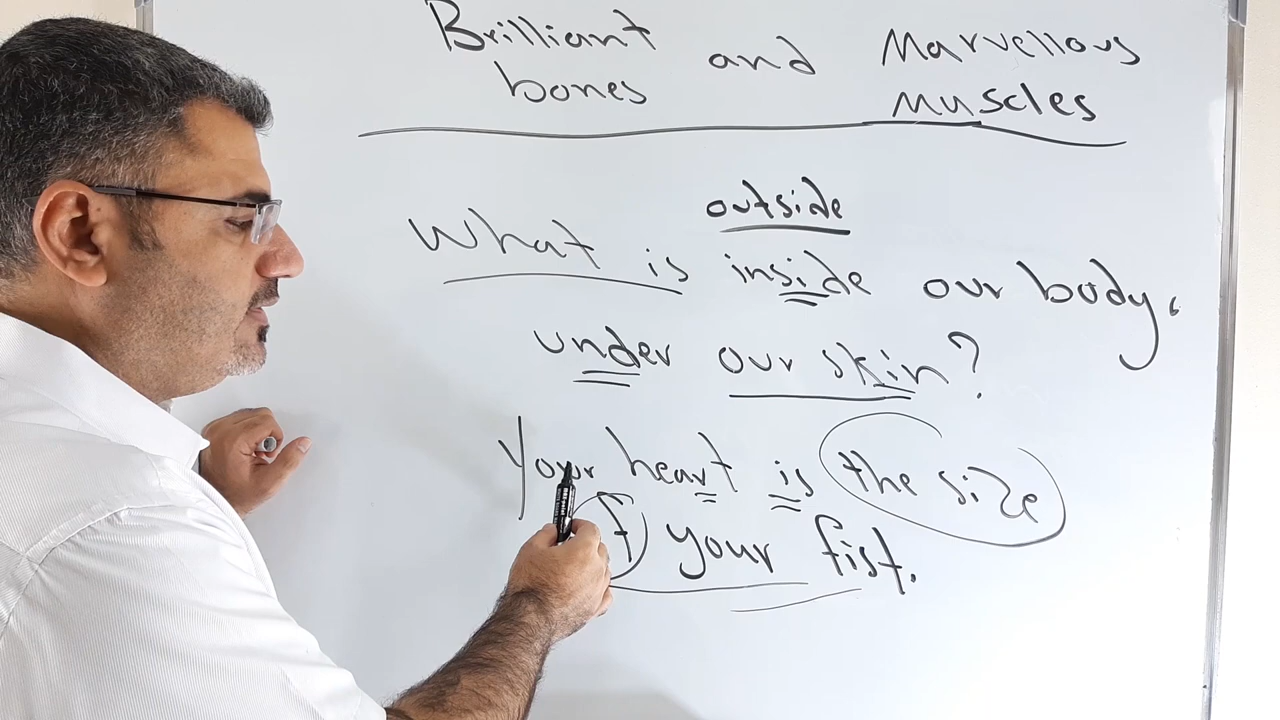 Brilliant and Marvellous
bones muscles
outside
What is inside our body,
under our skin?
Your heart is the size
your fist.